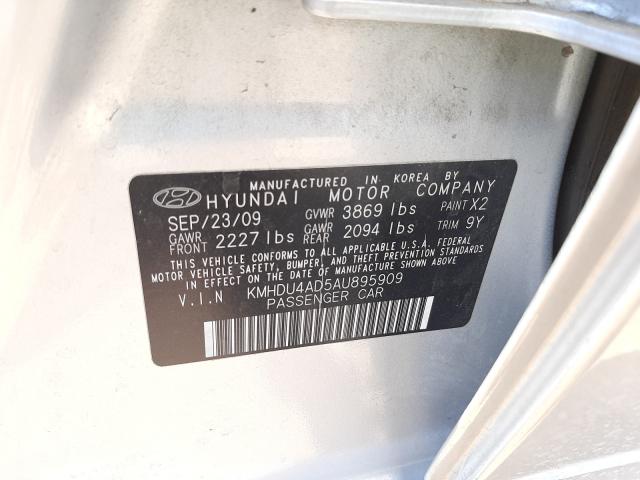 MANUFACTURED IN KOREA BY
HYUNDAI MOTOR COMPANY
SEP/23/09 GVWR 3869 lbs PAINT X2
GAWR FRONT 2227 lbs GAWR REAR 2094 lbs TRIM 9Y
THIS VEHICLE CONFORMS TO ALL APPLICABLE U.S.A. FEDERAL
MOTOR VEHICLE SAFETY, BUMPER, AND THEFT PREVENTION
STANDARDS IN EFFECT ON THE DATE OF MANUFACTURE SHOWN ABOVE.
V.I.N KMHDU4AD5AU895909
PASSENGER CAR